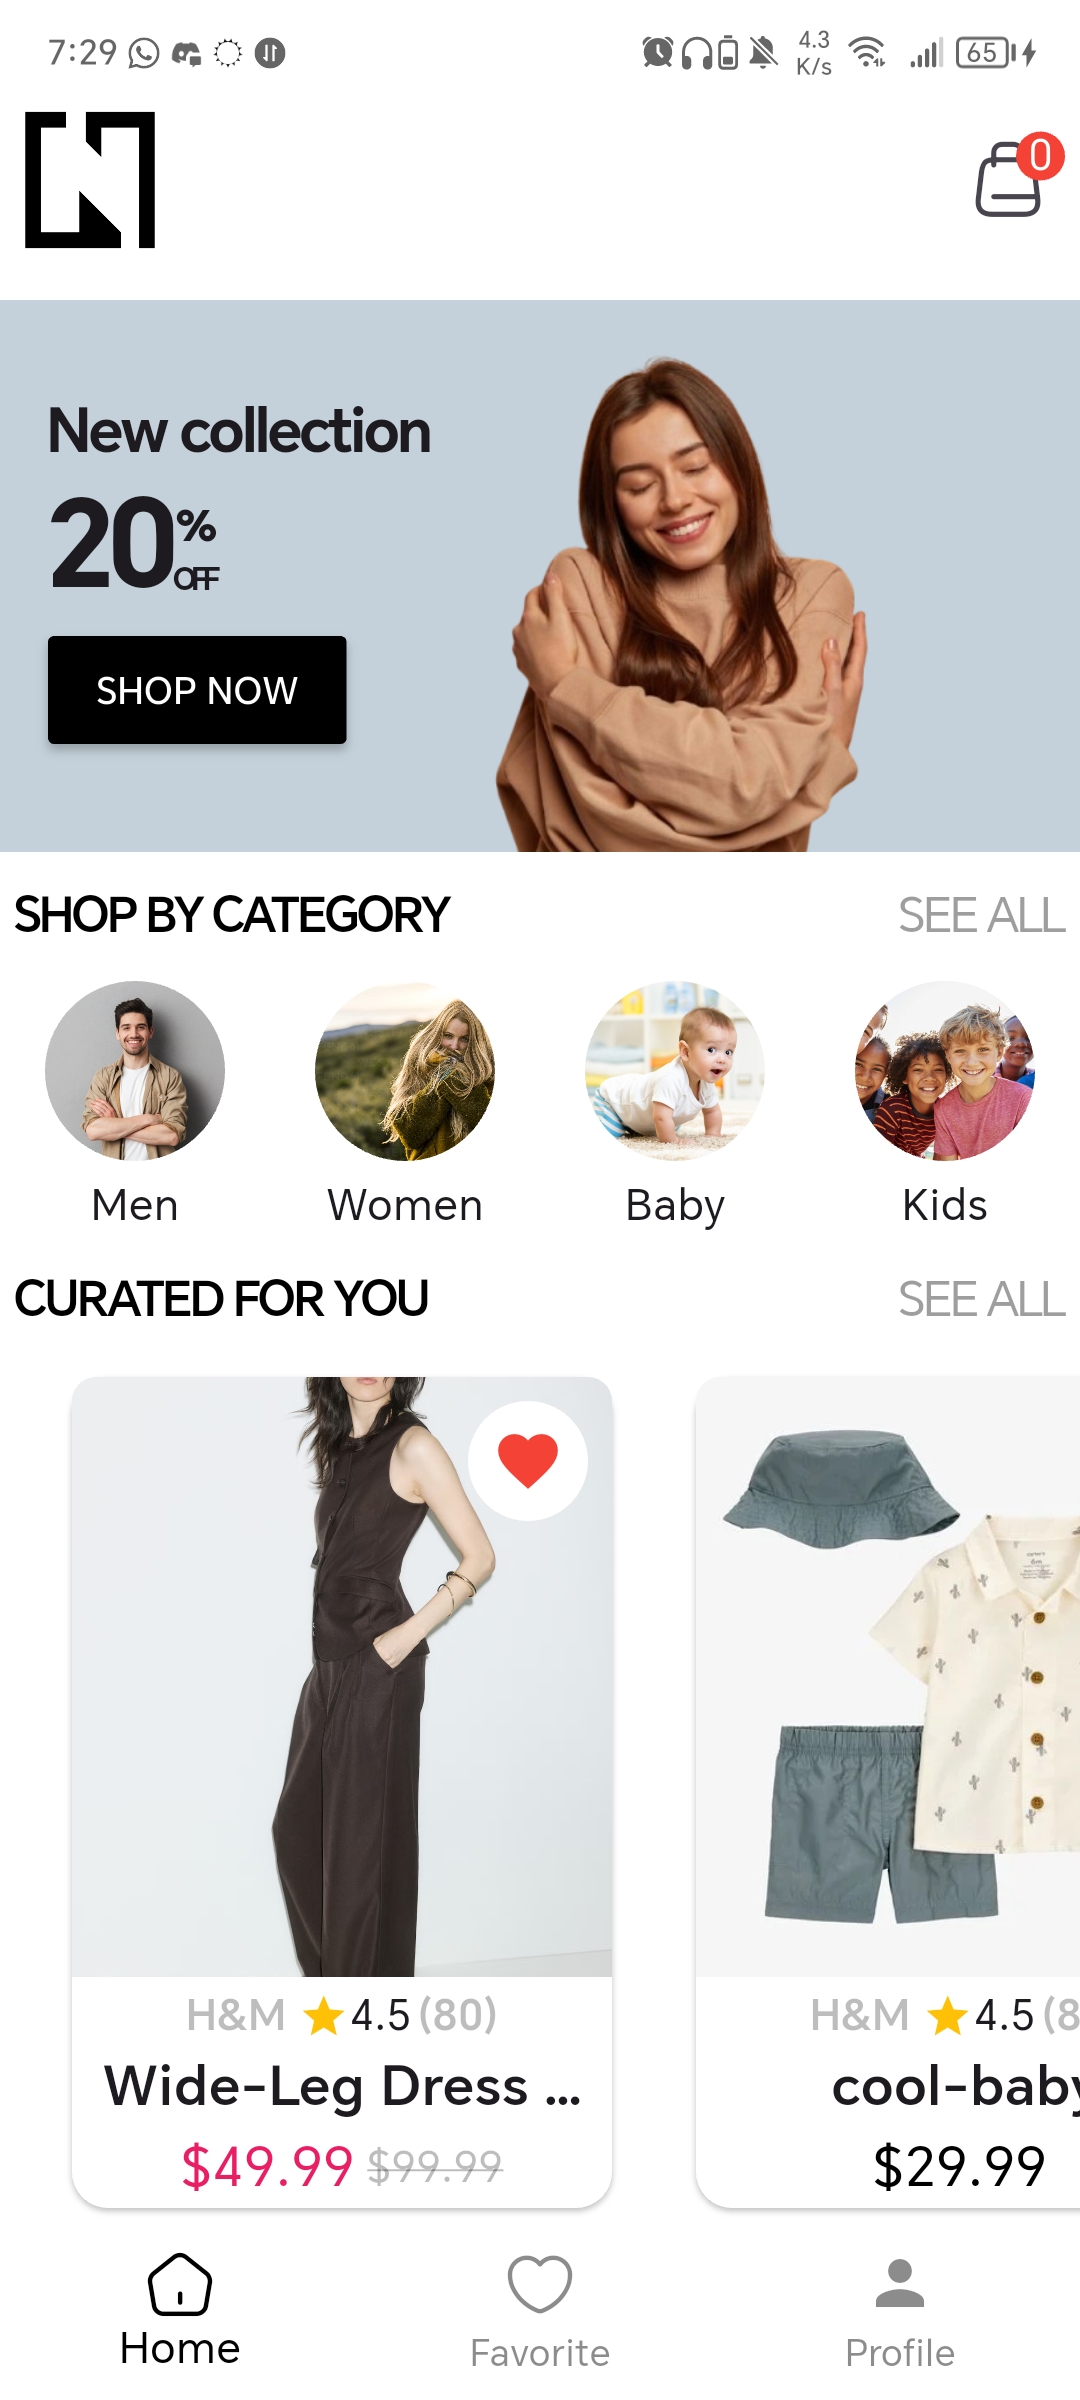 7:29
4.3
K/s
65
0
New collection
20%
OFF
SHOP NOW
SHOP BY CATEGORY SEE ALL
Men Women Baby Kids
CURATED FOR YOU SEE ALL
H&M 4.5 (80)
Wide-Leg Dress ...
$49.99 $99.99
H&M 4.5 (8
cool-baby
$29.99
Home Favorite Profile